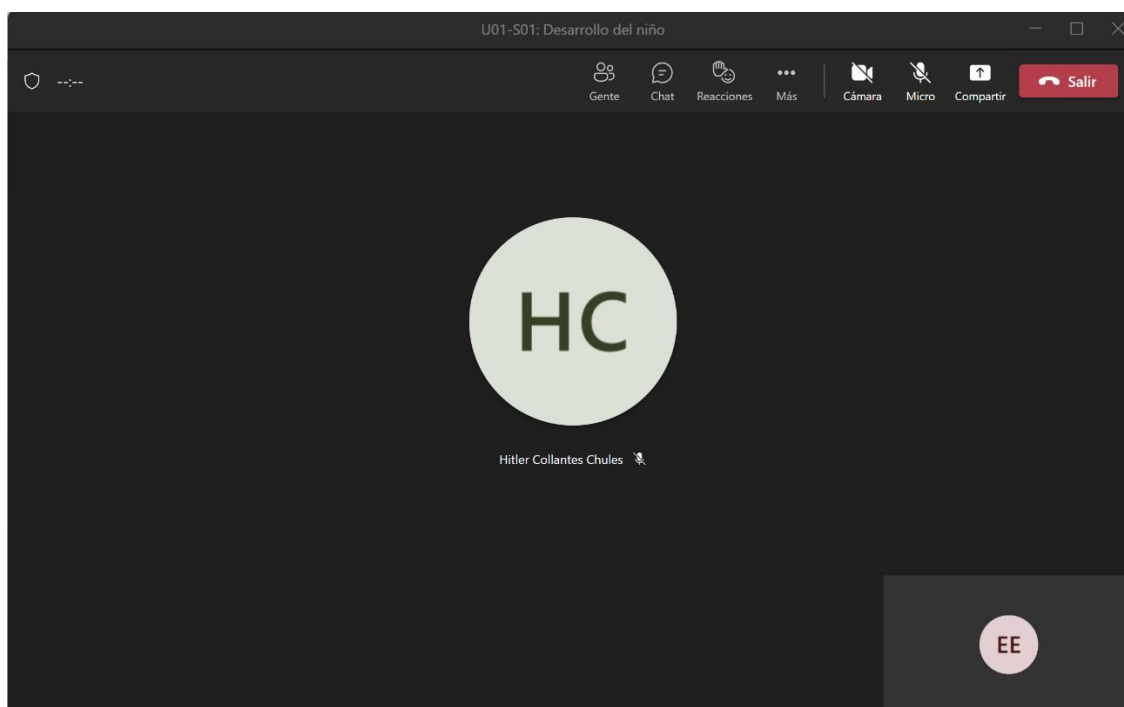 U01-S01: Desarrollo del niño
--:--
Gente
Chat
Reacciones
Más
Cámara
Micro
Compartir
Salir
HC
Hitler Collantes Chules
EE